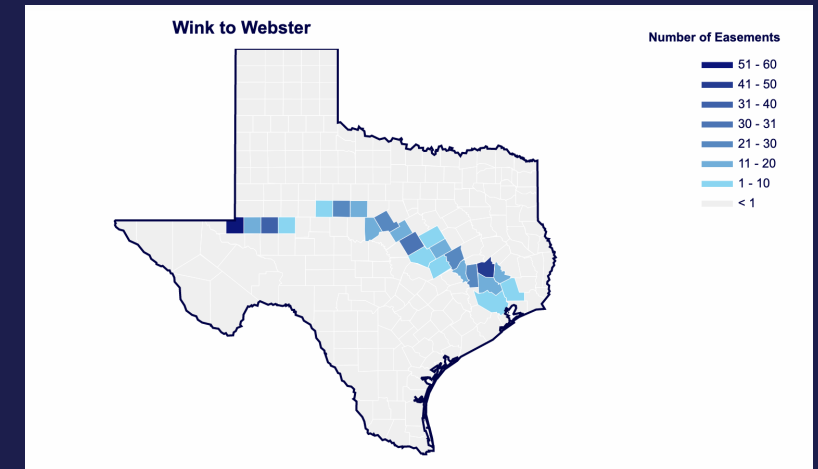 Wink to Webster
Number of Easements
51 - 60
41 - 50
31 - 40
30 - 31
21 - 30
11 - 20
1 - 10
< 1